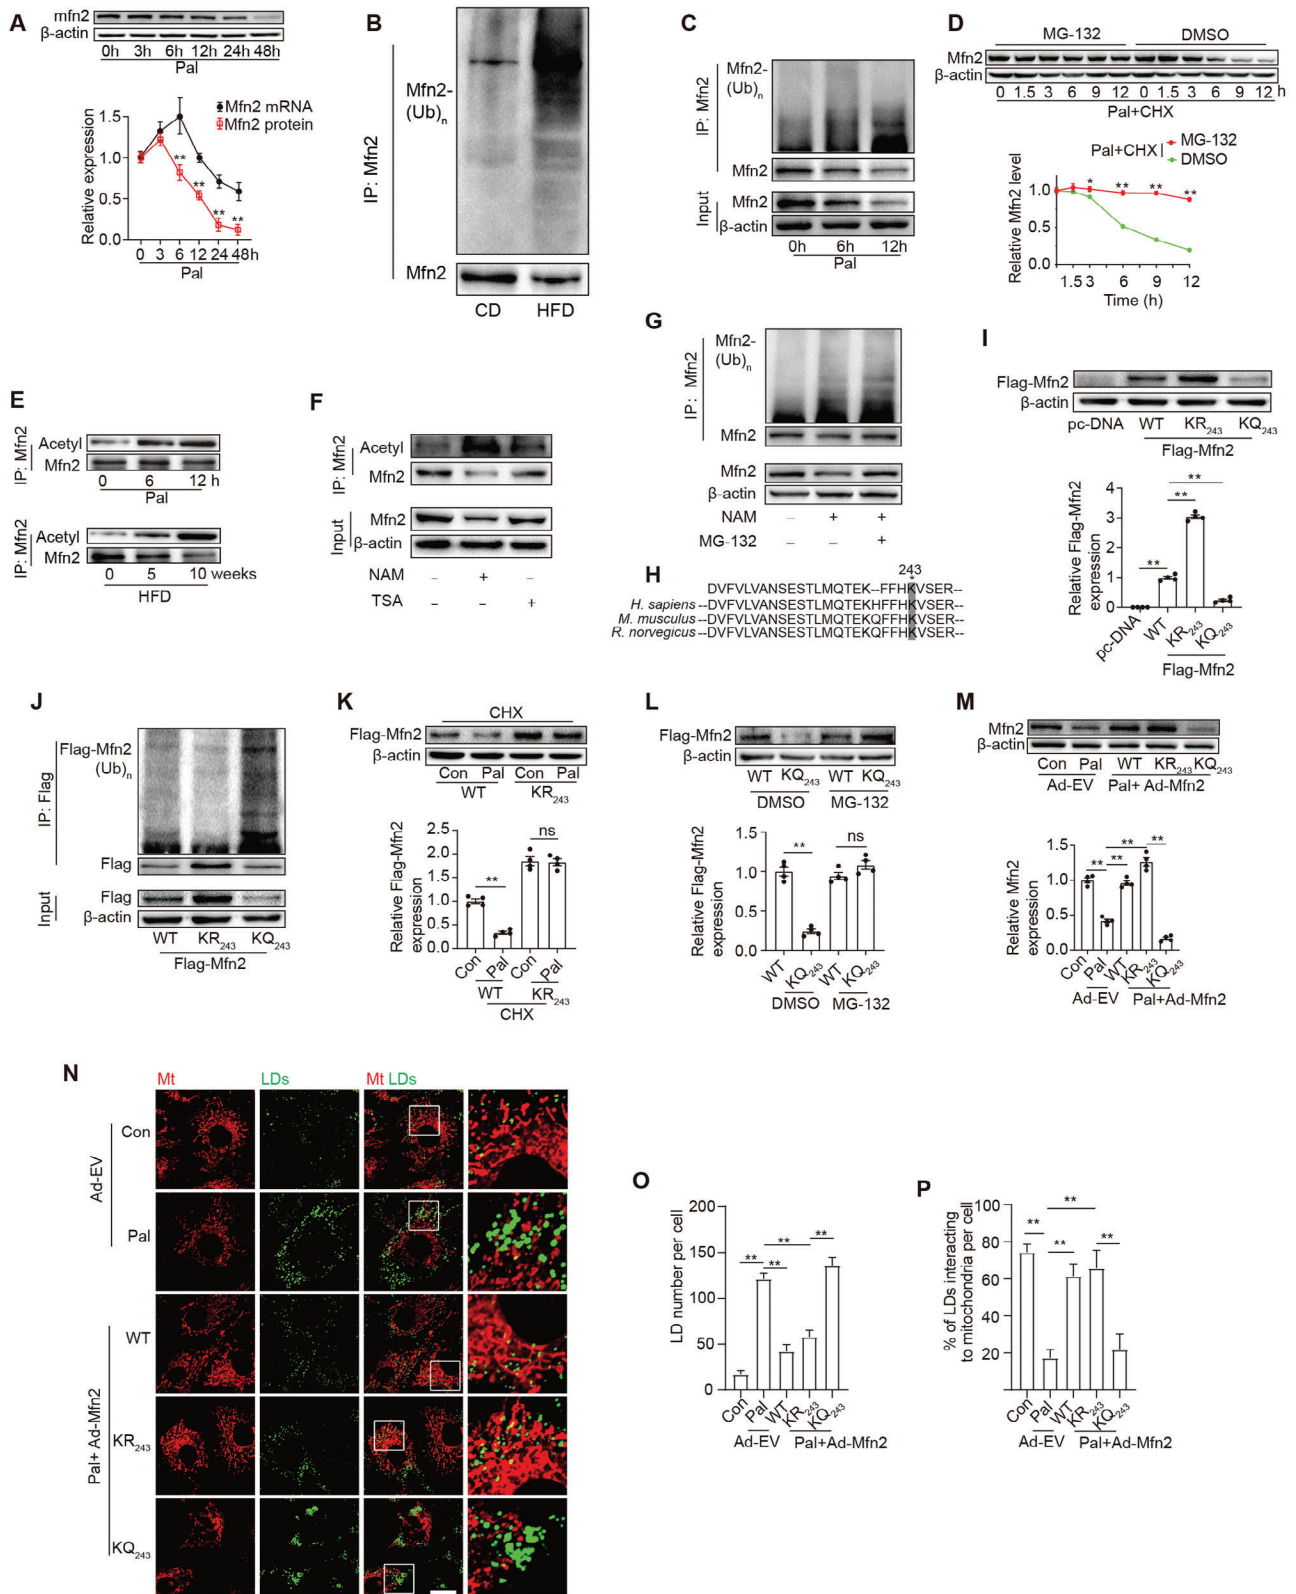 A
mfn2
β-actin
0h 3h 6h 12h 24h 48h
Pal
Mfn2 mRNA
Mfn2 protein
Relative expression
1.5
1.0
0.5
0.0
** ** ** **
0 3 6 12 24 48h
Pal
B
IP: Mfn2
Mfn2-
(Ub)n
Mfn2
CD HFD
C
IP: Mfn2
Mfn2-
(Ub)n
Mfn2
Input
Mfn2
β-actin
0h 6h 12h
Pal
D
MG-132 DMSO
Mfn2
β-actin
0 1.5 3 6 9 12 0 1.5 3 6 9 12 h
Pal+CHX
Pal+CHX
MG-132
DMSO
Relative Mfn2 level
1.0
0.5
0.0
* ** ** **
1.5 3 6 9 12
Time (h)
E
IP: Mfn2
Acetyl
Mfn2
0 6 12 h
Pal
IP: Mfn2
Acetyl
Mfn2
0 5 10 weeks
HFD
F
IP: Mfn2
Acetyl
Mfn2
Input
Mfn2
β-actin
NAM – + –
TSA – – +
G
IP: Mfn2
Mfn2-
(Ub)n
Mfn2
Mfn2
β-actin
NAM – + +
MG-132 – – +
H
243
*
DVFVLVANSESTLMQTEK--FFHKVSER--
H. sapiens --DVFVLVANSESTLMQTEKHFFHKVSER--
M. musculus --DVFVLVANSESTLMQTEKQFFHKVSER--
R. norvegicus --DVFVLVANSESTLMQTEKQFFHKVSER--
I
Flag-Mfn2
β-actin
pc-DNA WT KR243 KQ243
Flag-Mfn2
Relative Flag-Mfn2
expression
4
3
2
1
0
** ** **
pc-DNA WT KR243 KQ243
Flag-Mfn2
J
IP: Flag
Flag-Mfn2
(Ub)n
Flag
Input
Flag
β-actin
WT KR243 KQ243
Flag-Mfn2
K
CHX
Flag-Mfn2
β-actin
Con Pal Con Pal
WT KR243
Relative Flag-Mfn2
expression
2.5
2.0
1.5
1.0
0.5
0.0
** ns
Con Pal Con Pal
WT KR243
CHX
L
Flag-Mfn2
β-actin
WT KQ243 WT KQ243
DMSO MG-132
Relative Flag-Mfn2
expression
1.5
1.0
0.5
0.0
** ns
WT KQ243 WT KQ243
DMSO MG-132
M
Mfn2
β-actin
Con Pal WT KR243 KQ243
Ad-EV Pal+ Ad-Mfn2
Relative Mfn2
expression
1.5
1.0
0.5
0.0
** ** ** **
Con Pal WT KR243 KQ243
Ad-EV Pal+Ad-Mfn2
N
Mt LDs Mt LDs
Ad-EV
Con
Pal
Pal+ Ad-Mfn2
WT
KR243
KQ243
O
LD number per cell
200
150
100
50
0
** ** ** **
Con Pal WT KR243 KQ243
Ad-EV Pal+Ad-Mfn2
P
% of LDs interacting
to mitochondria per cell
100
80
60
40
20
** ** ** **
Con Pal WT KR243 KQ243
Ad-EV Pal+Ad-Mfn2